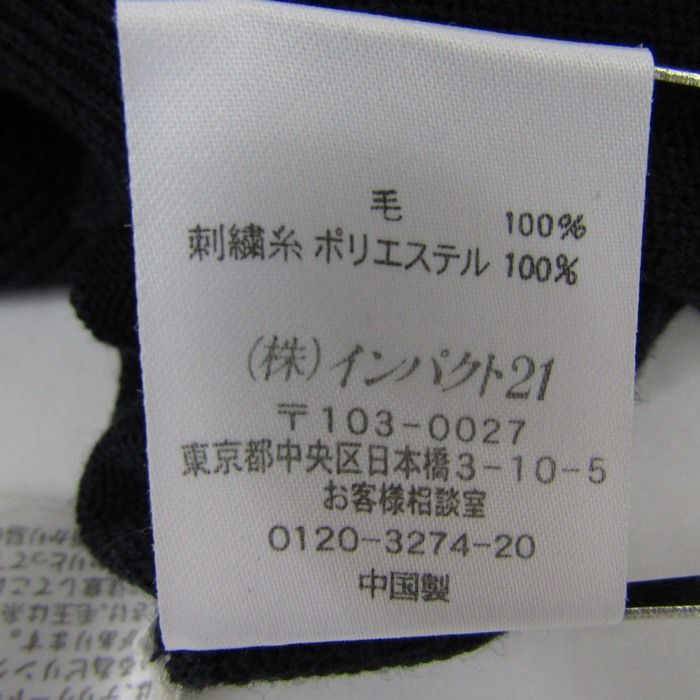 毛 100%
刺繍糸 ポリエステル 100%
(株)インパクト21
〒103-0027
東京都中央区日本橋3-10-5
お客様相談室
0120-3274-20
中国製